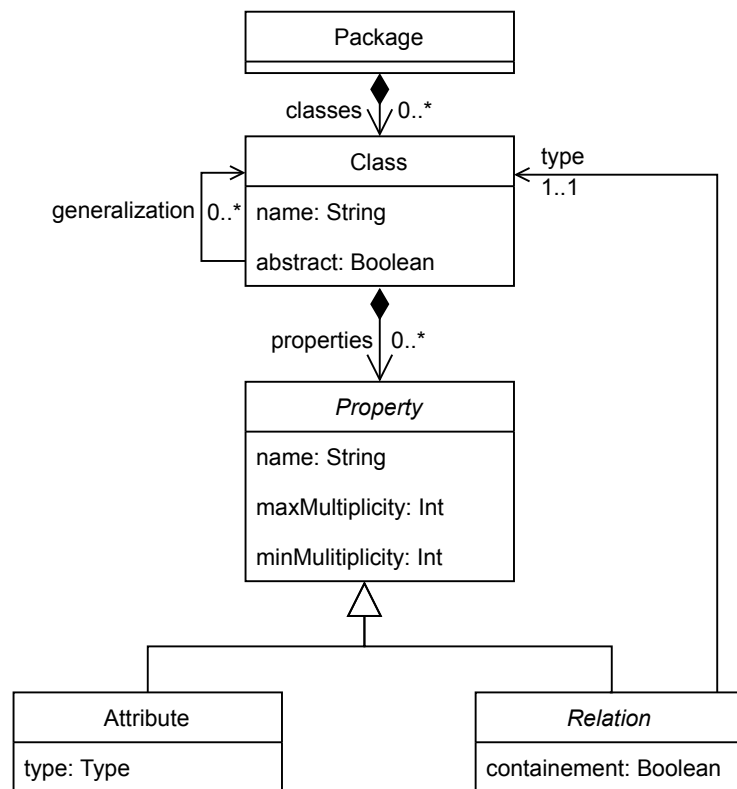 Package
classes 0..*
Class
type
1..1
generalization 0..*
name: String
abstract: Boolean
properties 0..*
Property
name: String
maxMultiplicity: Int
minMulitiplicity: Int
Attribute
type: Type
Relation
containement: Boolean